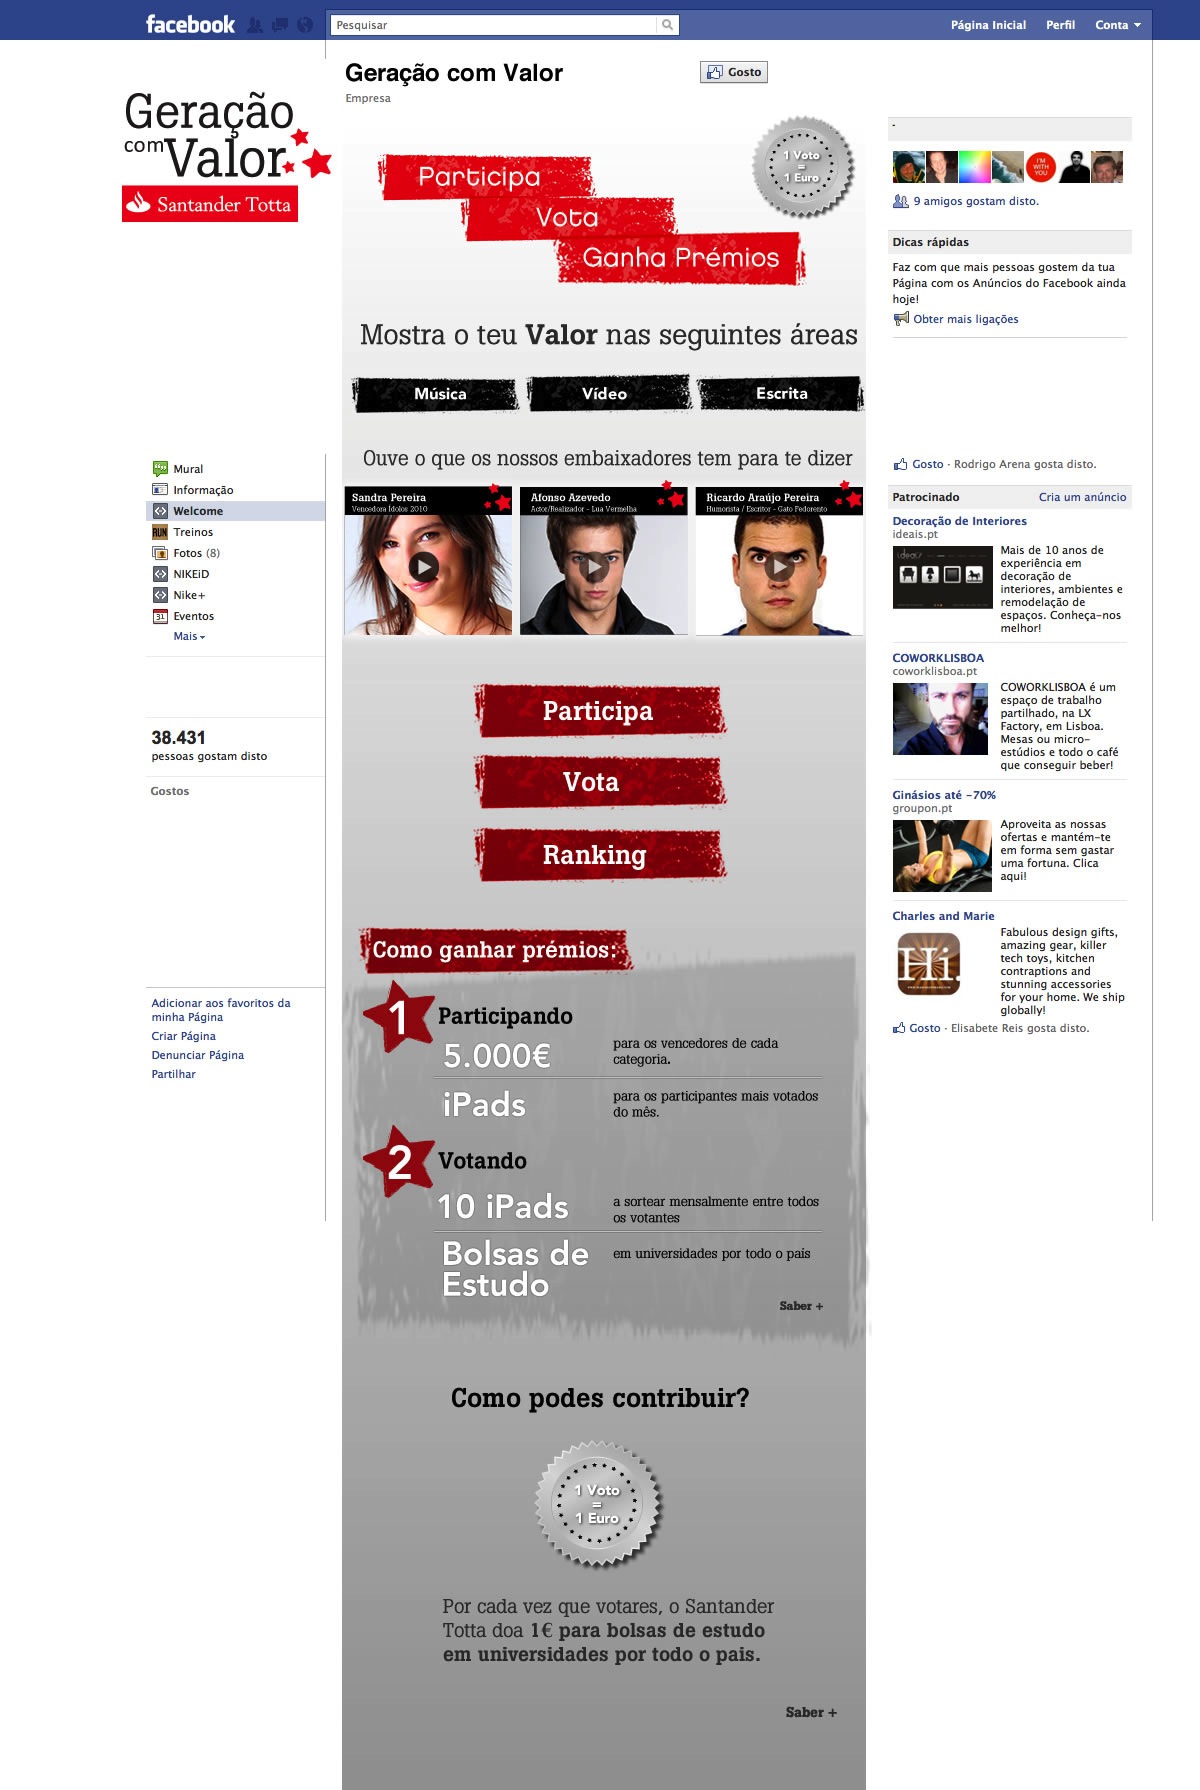 facebook
Pesquisar
Página Inicial
Perfil
Conta
Geração com Valor
Gosto
Empresa
Geração
com Valor
Santander Totta
Participa
Vota
Ganha Prémios
1 Voto
=
1 Euro
Mostra o teu Valor nas seguintes áreas
Música
Vídeo
Escrita
Ouve o que os nossos embaixadores tem para te dizer
Sandra Pereira
Vencedora Ídolos 2010
Afonso Azevedo
Actor/Realizador - Lua Vermelha
Ricardo Araújo Pereira
Humorista / Escritor - Gato Fedorento
Mural
Informação
Welcome
RUN Treinos
Fotos (8)
NIKEiD
Nike+
31 Eventos
Mais
38.431
pessoas gostam disto
Gostos
Adicionar aos favoritos da
minha Página
Criar Página
Denunciar Página
Partilhar
Participa
Vota
Ranking
Como ganhar prémios:
1 Participando
5.000€
para os vencedores de cada
categoria.
iPads
para os participantes mais votados
do mês.
2 Votando
10 iPads
a sortear mensalmente entre todos
os votantes
Bolsas de
Estudo
em universidades por todo o pais
Saber +
Como podes contribuir?
1 Voto
=
1 Euro
Por cada vez que votares, o Santander
Totta doa 1€ para bolsas de estudo
em universidades por todo o pais.
Saber +
-
I'M
WITH
YOU
9 amigos gostam disto.
Dicas rápidas
Faz com que mais pessoas gostem da tua
Página com os Anúncios do Facebook ainda
hoje!
Obter mais ligações
Gosto · Rodrigo Arena gosta disto.
Patrocinado
Cria um anúncio
Decoração de Interiores
ideais.pt
ideais
Mais de 10 anos de
experiência em
decoração de
interiores, ambientes e
remodelação de
espaços. Conheça-nos
melhor!
COWORKLISBOA
coworklisboa.pt
COWORKLISBOA é um
espaço de trabalho
partilhado, na LX
Factory, em Lisboa.
Mesas ou micro-
estúdios e todo o café
que conseguir beber!
Ginásios até -70%
groupon.pt
Aproveita as nossas
ofertas e mantém-te
em forma sem gastar
uma fortuna. Clica
aqui!
Charles and Marie
Hi.
Fabulous design gifts,
amazing gear, killer
tech toys, kitchen
contraptions and
stunning accessories
for your home. We ship
globally!
Gosto · Elisabete Reis gosta disto.